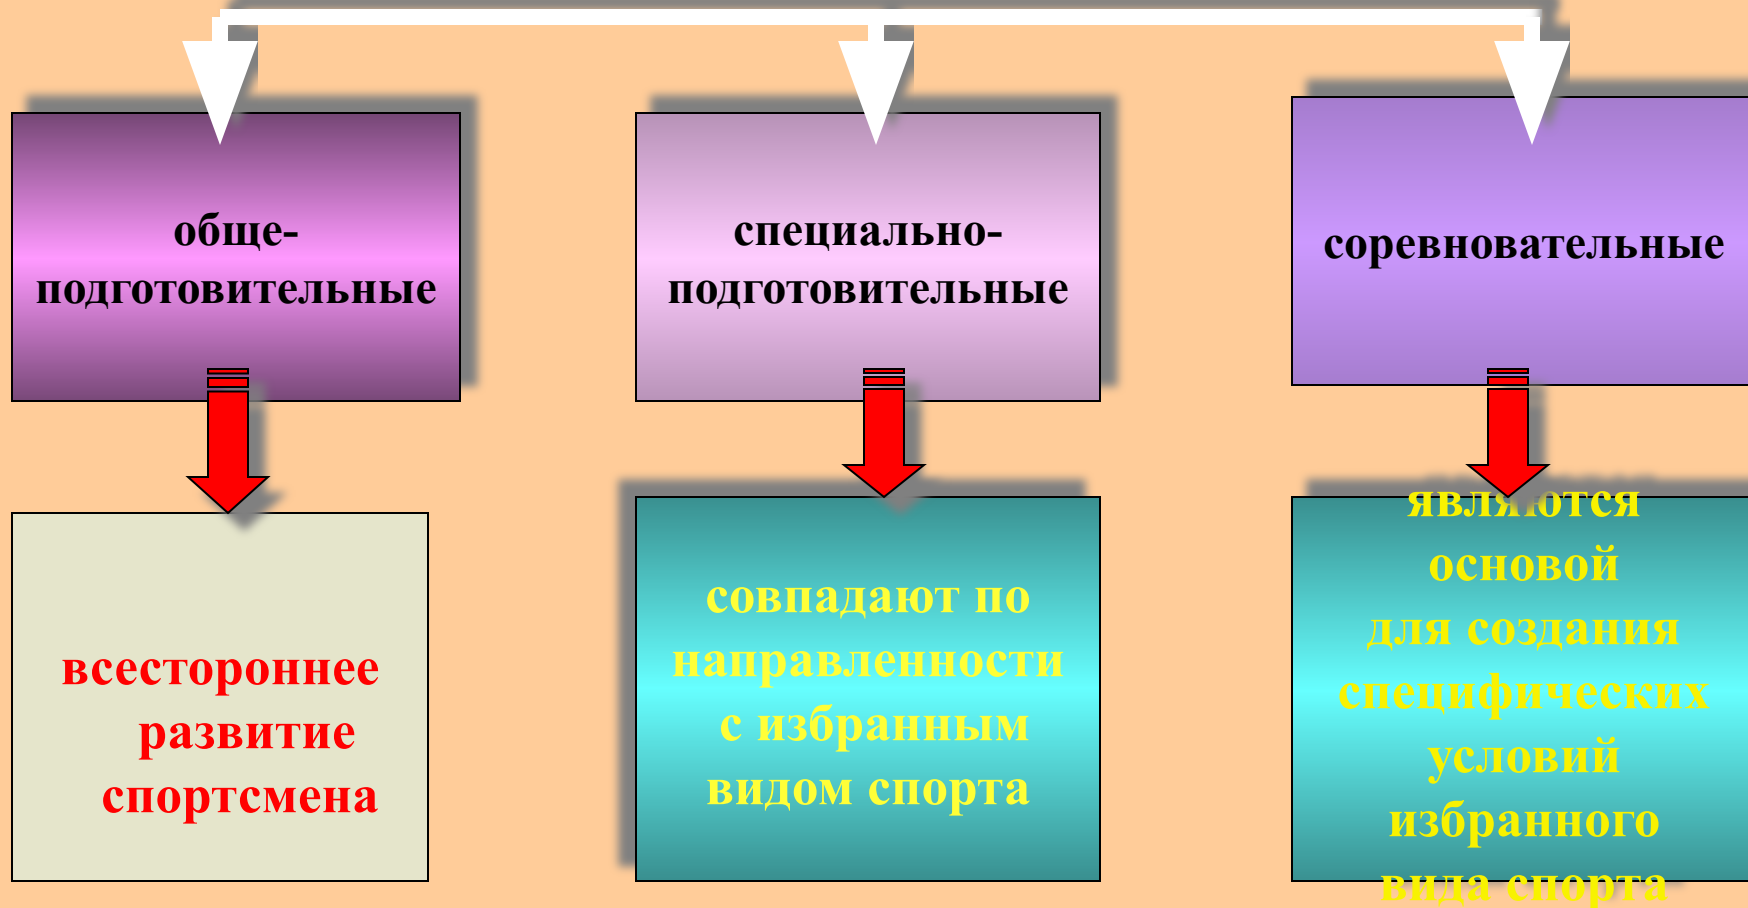 обще-
подготовительные
специально-
подготовительные
соревновательные
всестороннее
развитие
спортсмена
совпадают по
направленности
с избранным
видом спорта
являются
основой
для создания
специфических
условий
избранного
вида спорта